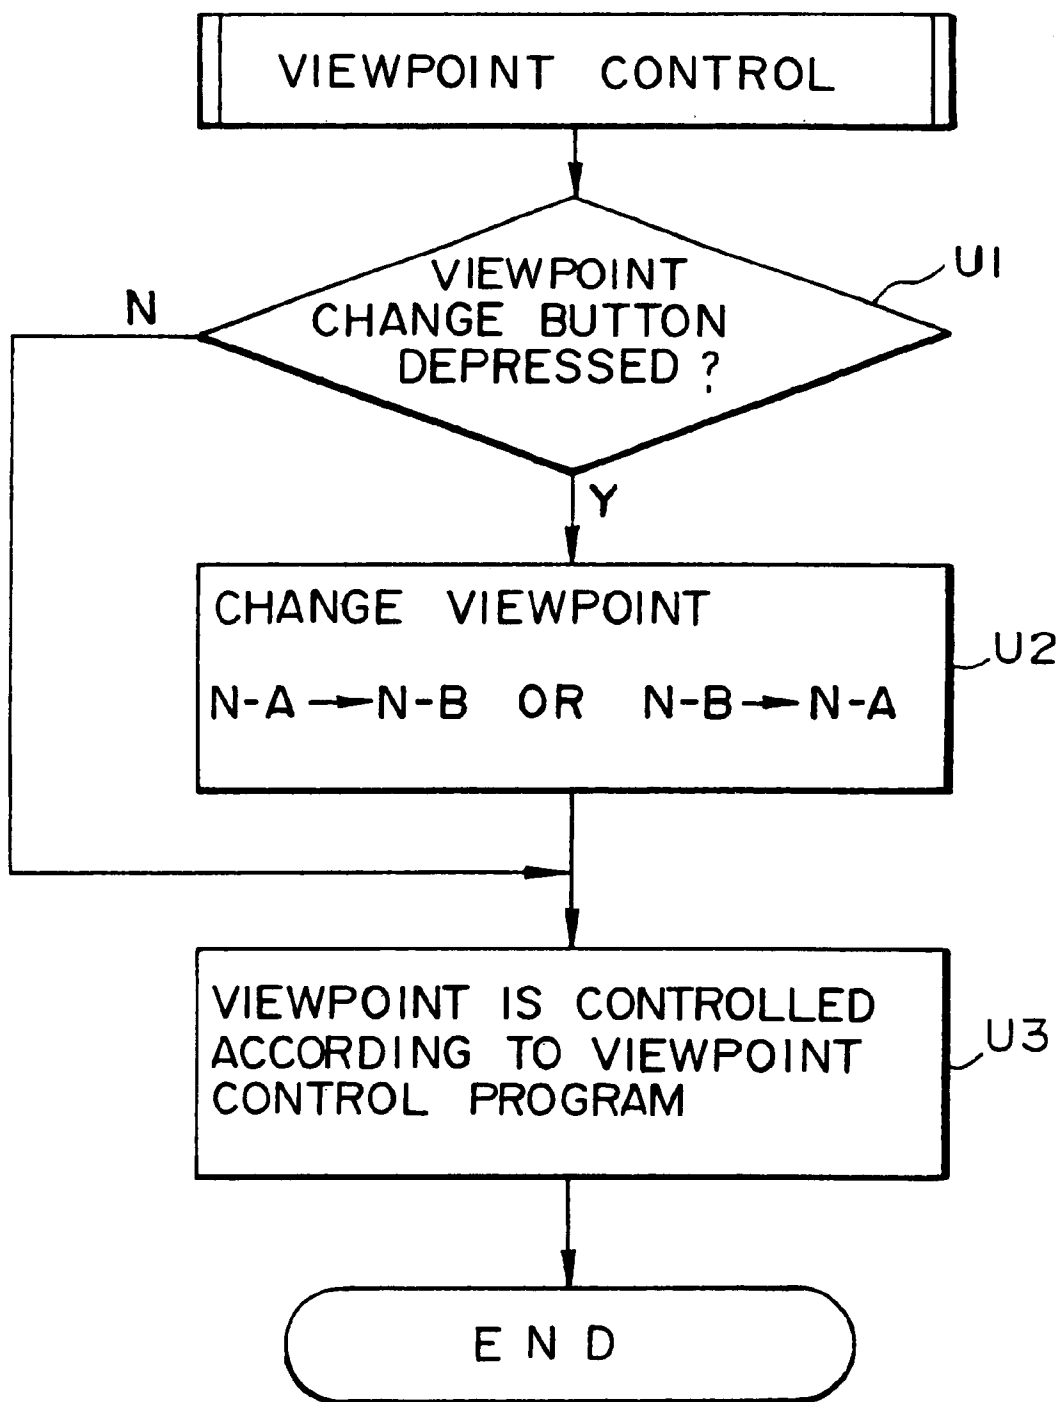 VIEWPOINT CONTROL
VIEWPOINT
CHANGE BUTTON
DEPRESSED ?
U1
N
Y
CHANGE VIEWPOINT
N-A→N-B OR N-B→N-A
U2
VIEWPOINT IS CONTROLLED
ACCORDING TO VIEWPOINT
CONTROL PROGRAM
U3
END